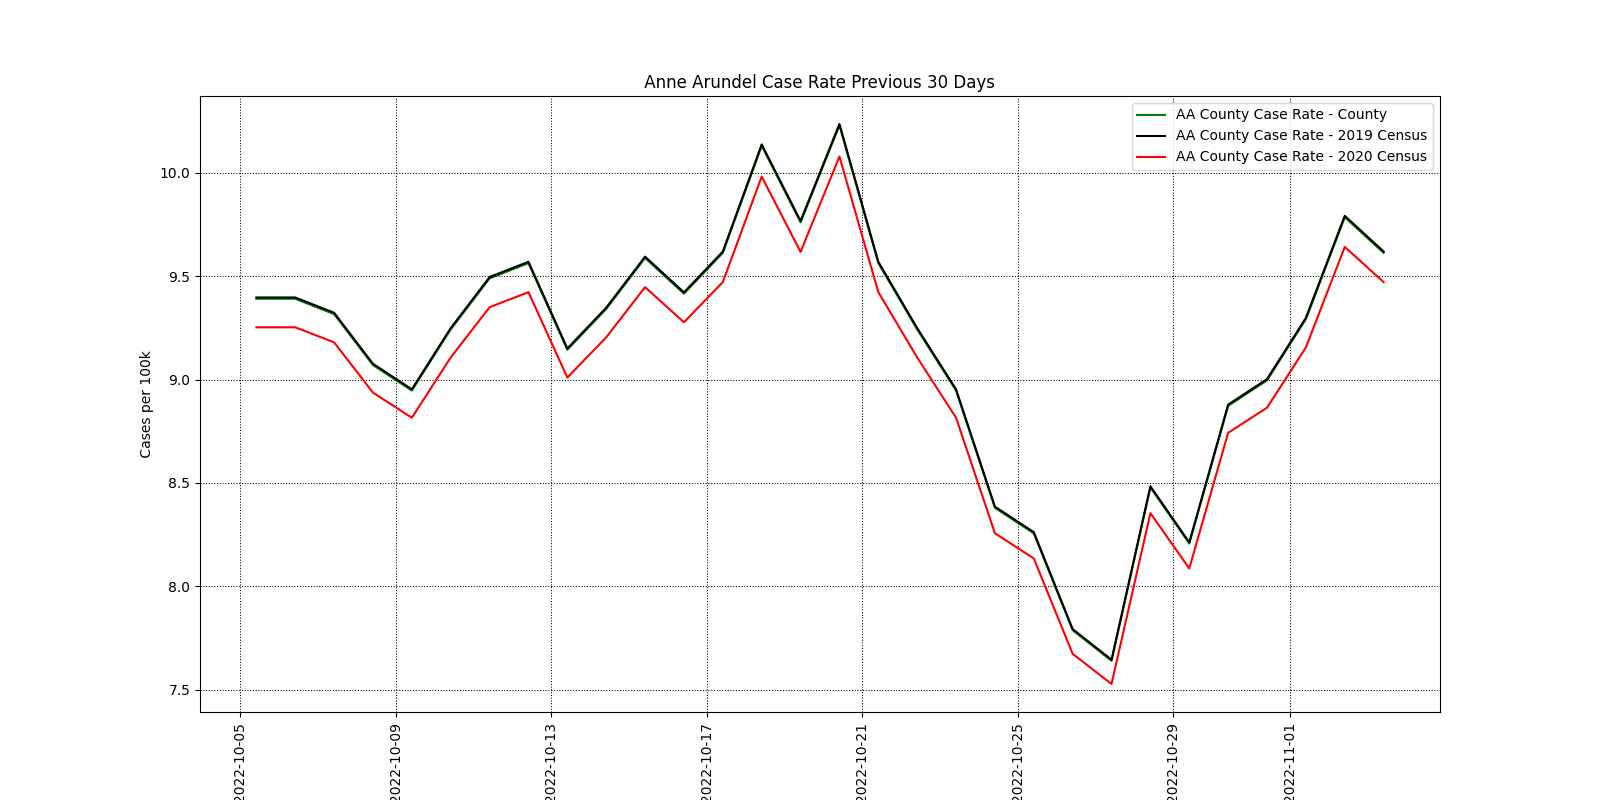 Anne Arundel Case Rate Previous 30 Days
AA County Case Rate - County
AA County Case Rate - 2019 Census
AA County Case Rate - 2020 Census
Cases per 100k
10.0
9.5
9.0
8.5
8.0
7.5
2022-10-05
2022-10-09
2022-10-13
2022-10-17
2022-10-21
2022-10-25
2022-10-29
2022-11-01